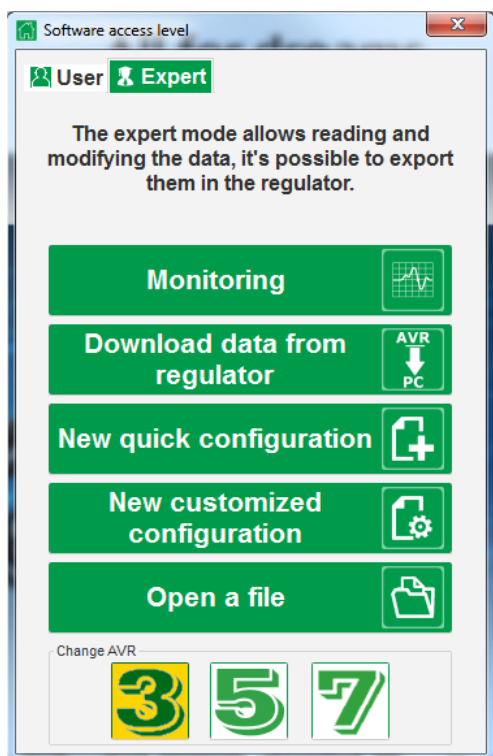 Software access level
User Expert
The expert mode allows reading and
modifying the data, it's possible to export
them in the regulator.
Monitoring
Download data from
regulator
AVR
PC
New quick configuration
New customized
configuration
Open a file
Change AVR
3 5 7